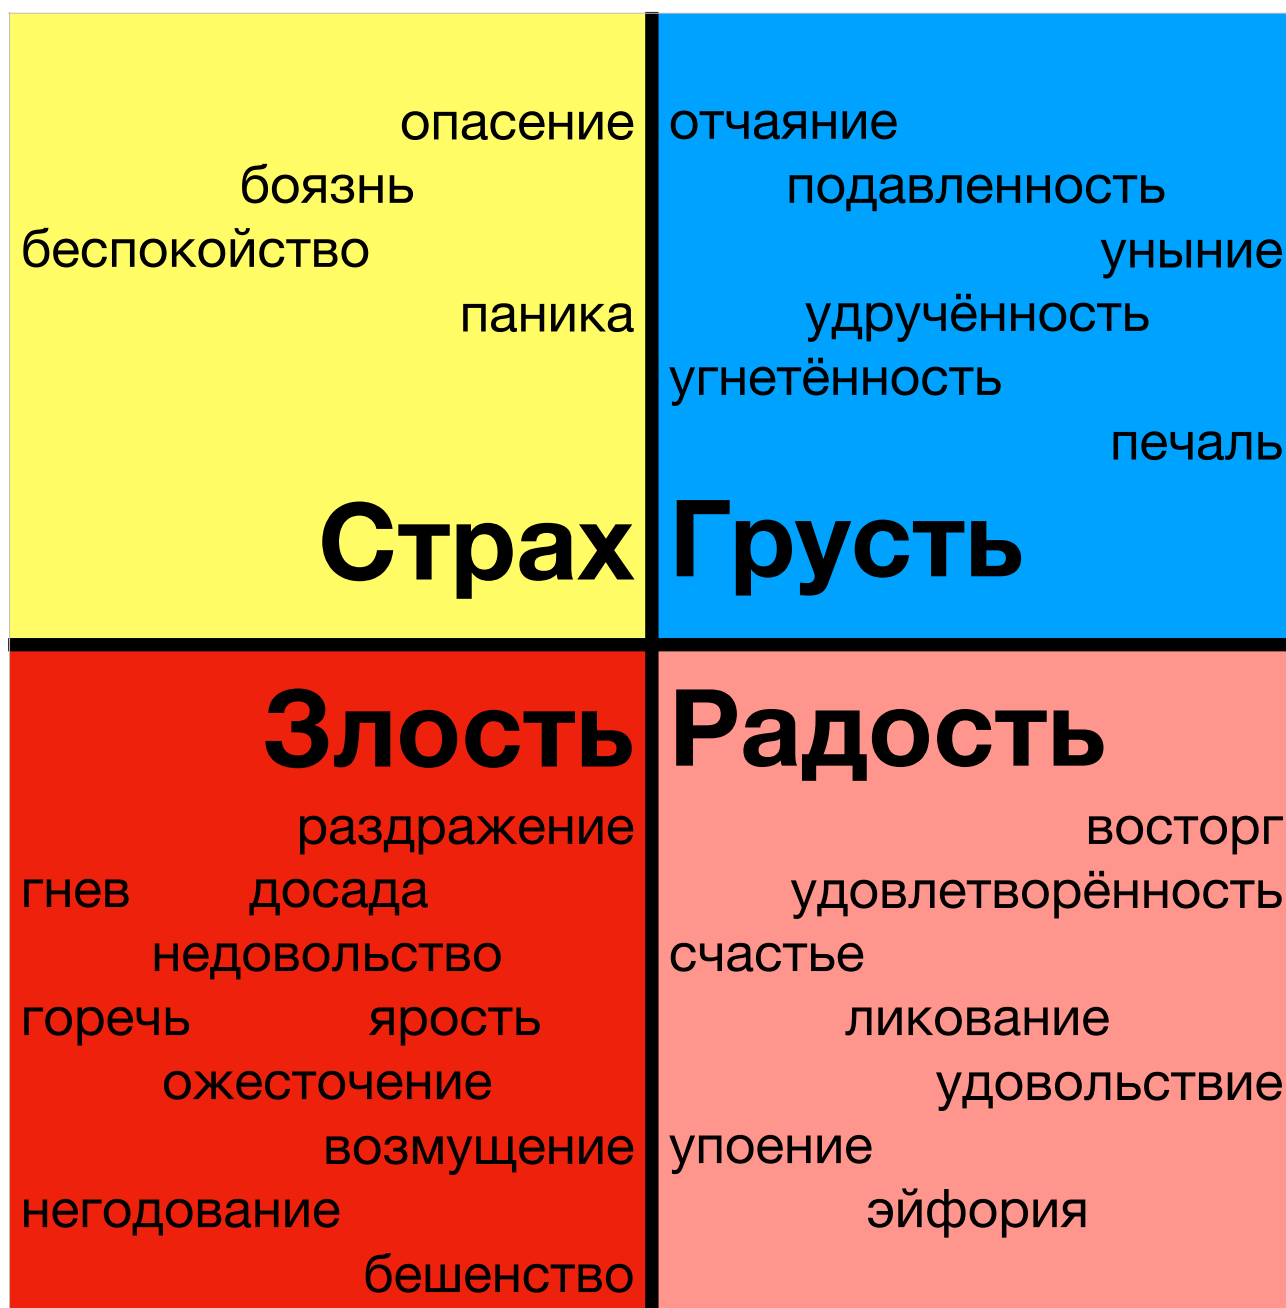 опасение
боязнь
беспокойство
паника
Страх
отчаяние
подавленность
уныние
удручённость
угнетённость
печаль
Грусть
Злость
раздражение
гнев досада
недовольство
горечь ярость
ожесточение
возмущение
негодование
бешенство
Радость
восторг
удовлетворённость
счастье
ликование
удовольствие
упоение
эйфория